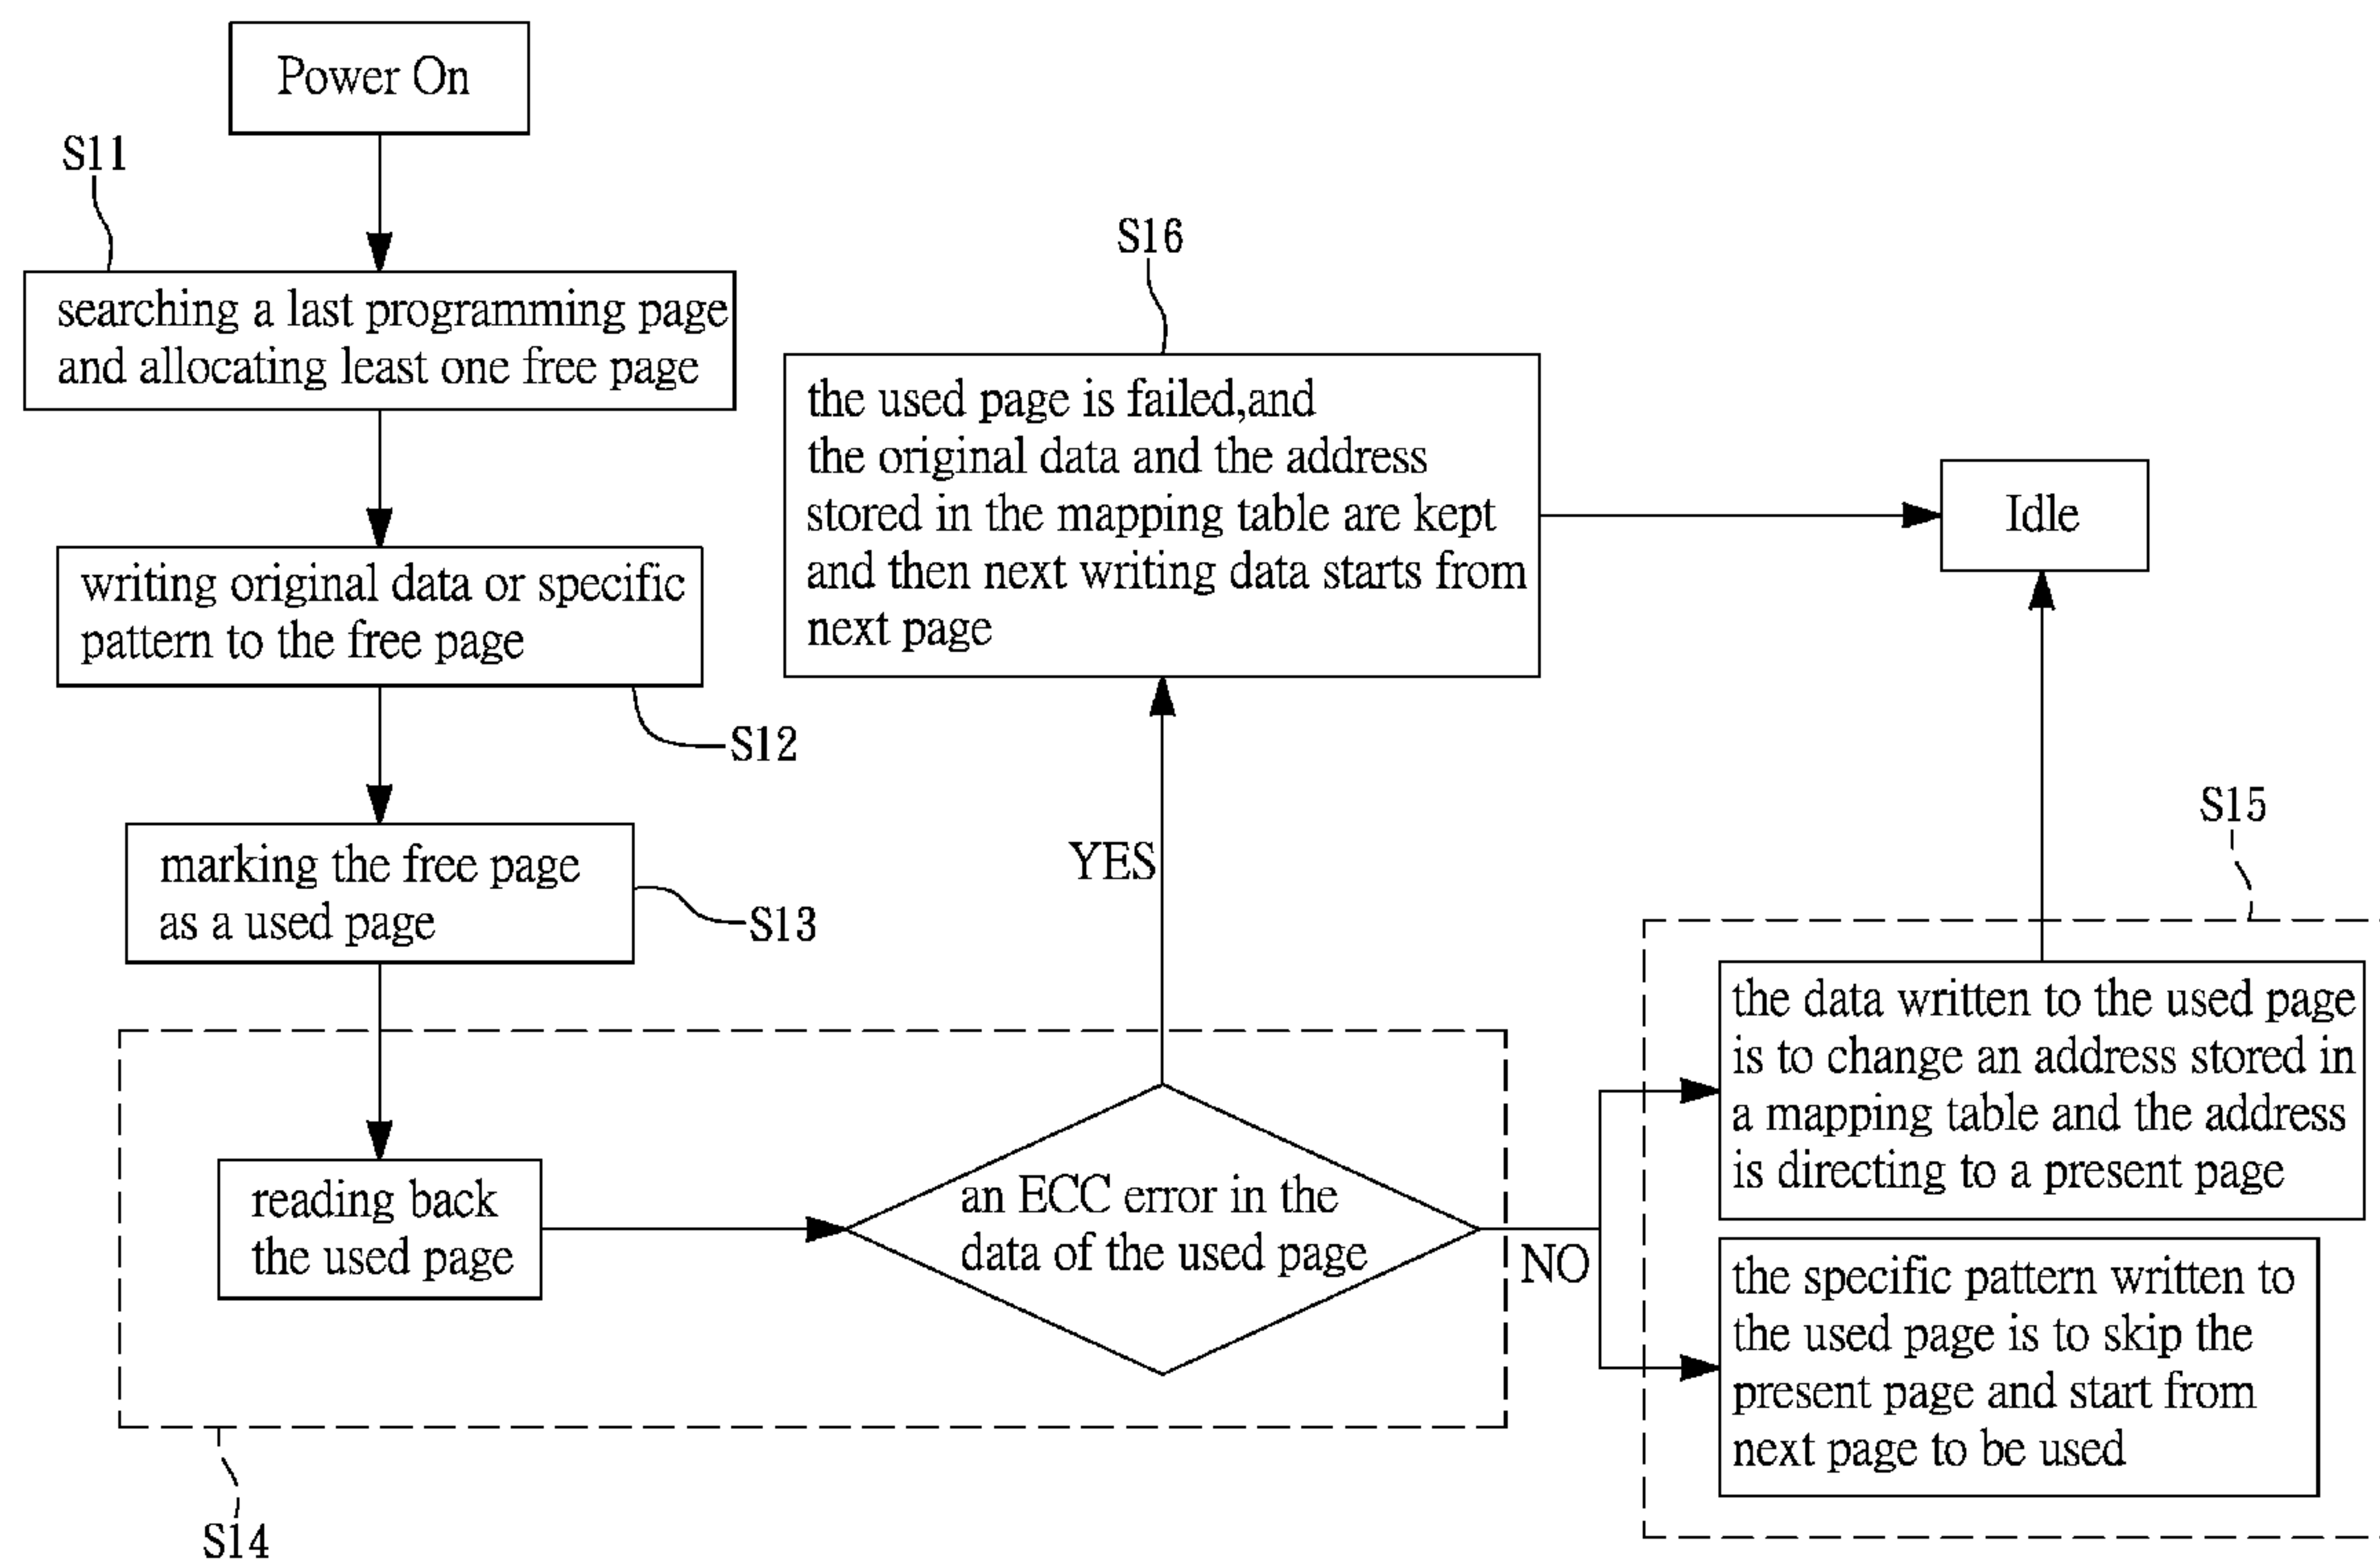 Power On
S11
searching a last programming page
and allocating least one free page
writing original data or specific
pattern to the free page
S12
marking the free page
as a used page
S13
reading back
the used page
S14
an ECC error in the
data of the used page
YES
NO
S16
the used page is failed,and
the original data and the address
stored in the mapping table are kept
and then next writing data starts from
next page
Idle
S15
the data written to the used page
is to change an address stored in
a mapping table and the address
is directing to a present page
the specific pattern written to
the used page is to skip the
present page and start from
next page to be used